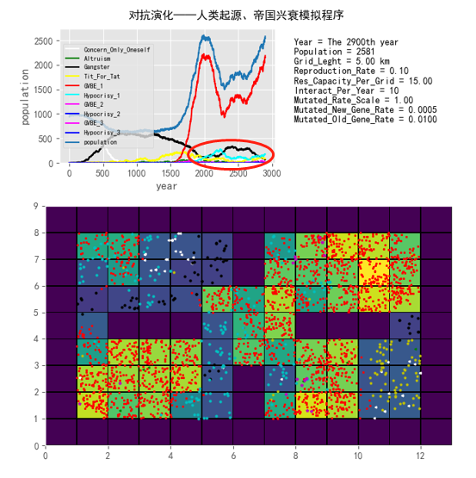 对抗演化——人类起源、帝国兴衰模拟程序
population
2500
2000
1500
1000
500
0
Concern_Only_Oneself
Altruism
Gangster
Tit_For_Tat
GWBE_1
Hypocrisy_1
GWBE_2
Hypocrisy_2
GWBE_3
Hypocrisy_3
population
0 500 1000 1500 2000 2500 3000
year
Year = The 2900th year
Population = 2581
Grid_Leght = 5.00 km
Reproduction_Rate = 0.10
Res_Capacity_Per_Grid = 15.00
Interact_Per_Year = 10
Mutated_Rate_Scale = 1.00
Mutated_New_Gene_Rate = 0.0005
Mutated_Old_Gene_Rate = 0.0100
9
8
7
6
5
4
3
2
1
0
0 2 4 6 8 10 12